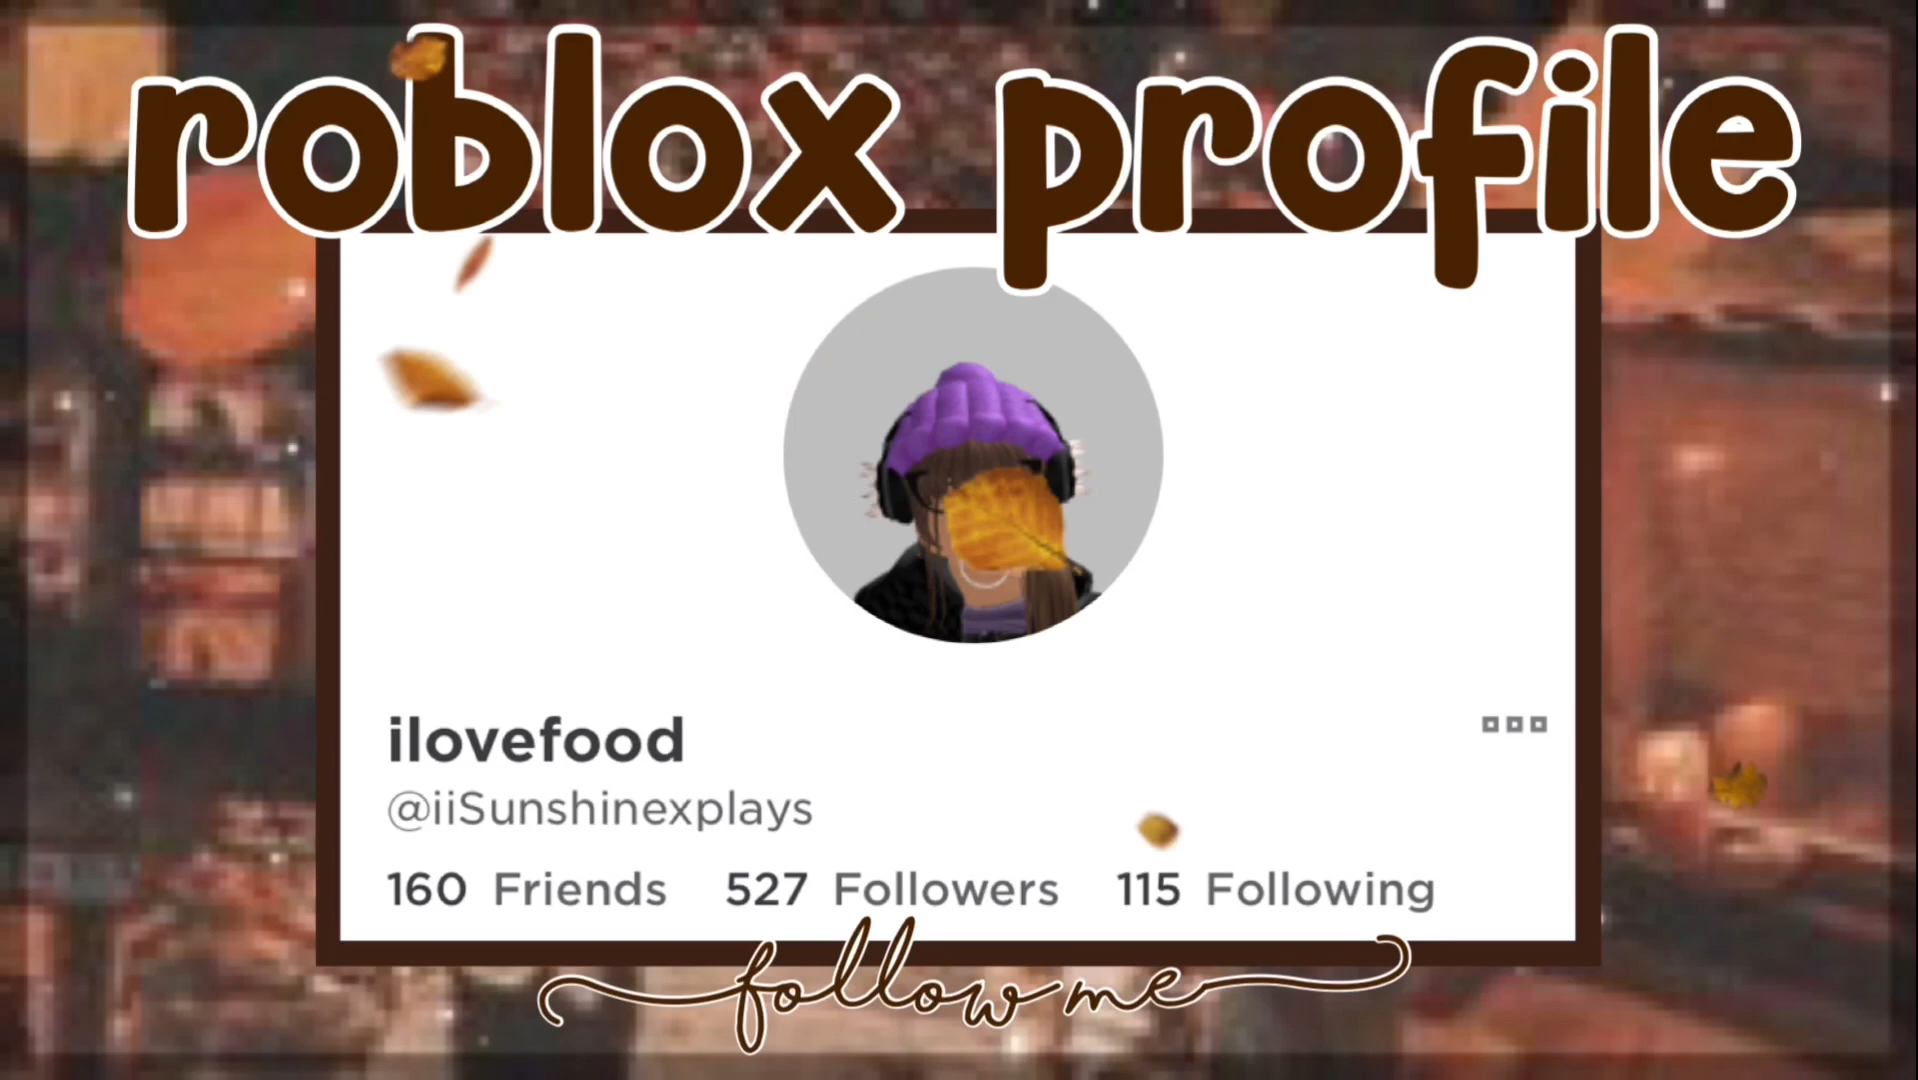 roblox profile
ilovefood
@iiSunshinexplays
160 Friends 527 Followers 115 Following
follow me